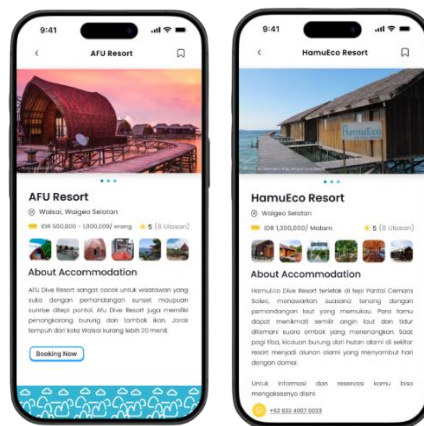 9:41
AFU Resort
AFU Resort
Waisai, Waigeo Selatan
IDR 500,000 - 1,000,000/ orang
5 (8 Ulasan)
About Accommodation
AFU Dive Resort sangat cocok untuk wisatawan yang
suka dengan pemandangan sunset maupun
sunrise ditepi pantai. Afu Dive Resort juga memiliki
penangkaran burung dan tambak ikan. Jarak
tempuh dari kota Waisai kurang lebih 20 menit.
Booking Now
9:41
HamuEco Resort
HamuEco
HamuEco Resort
Waigeo Selatan
IDR 1,300,000/ Malam
5 (8 Ulasan)
About Accommodation
HamuEco Dive Resort terletak di tepi Pantai Cemara
menawarkan suasana tenang dengan
pemandangan laut yang memukau. Para tamu
dapat menikmati semilir angin laut dan tidur
ditemani suara ombak yang menenangkan. Saat
pagi tiba, kicauan burung dari hutan alami di sekitar
resort menjadi alunan alami yang menyambut hari
dengan damai.
Untuk informasi dan reservasi kamu bisa
mengaksesnya disini:
+62 822 4007 0033